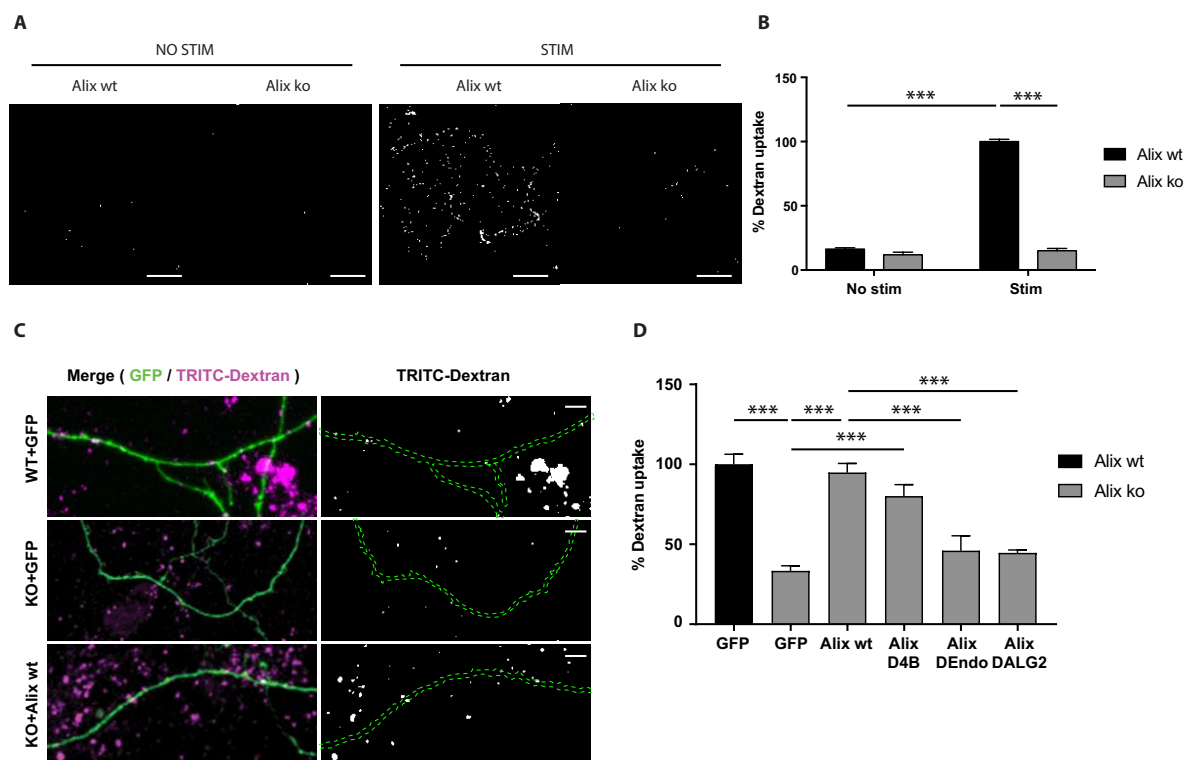 A
NO STIM
STIM
Alix wt
Alix ko
Alix wt
Alix ko
B
150
100
50
0
% Dextran uptake
***
***
No stim
Stim
Alix wt
Alix ko
C
Merge ( GFP / TRITC-Dextran )
TRITC-Dextran
WT+GFP
KO+GFP
KO+Alix wt
D
150
100
50
0
% Dextran uptake
***
***
***
***
***
GFP
GFP
Alix wt
Alix
D4B
Alix
DEndo
Alix
DALG2
Alix wt
Alix ko